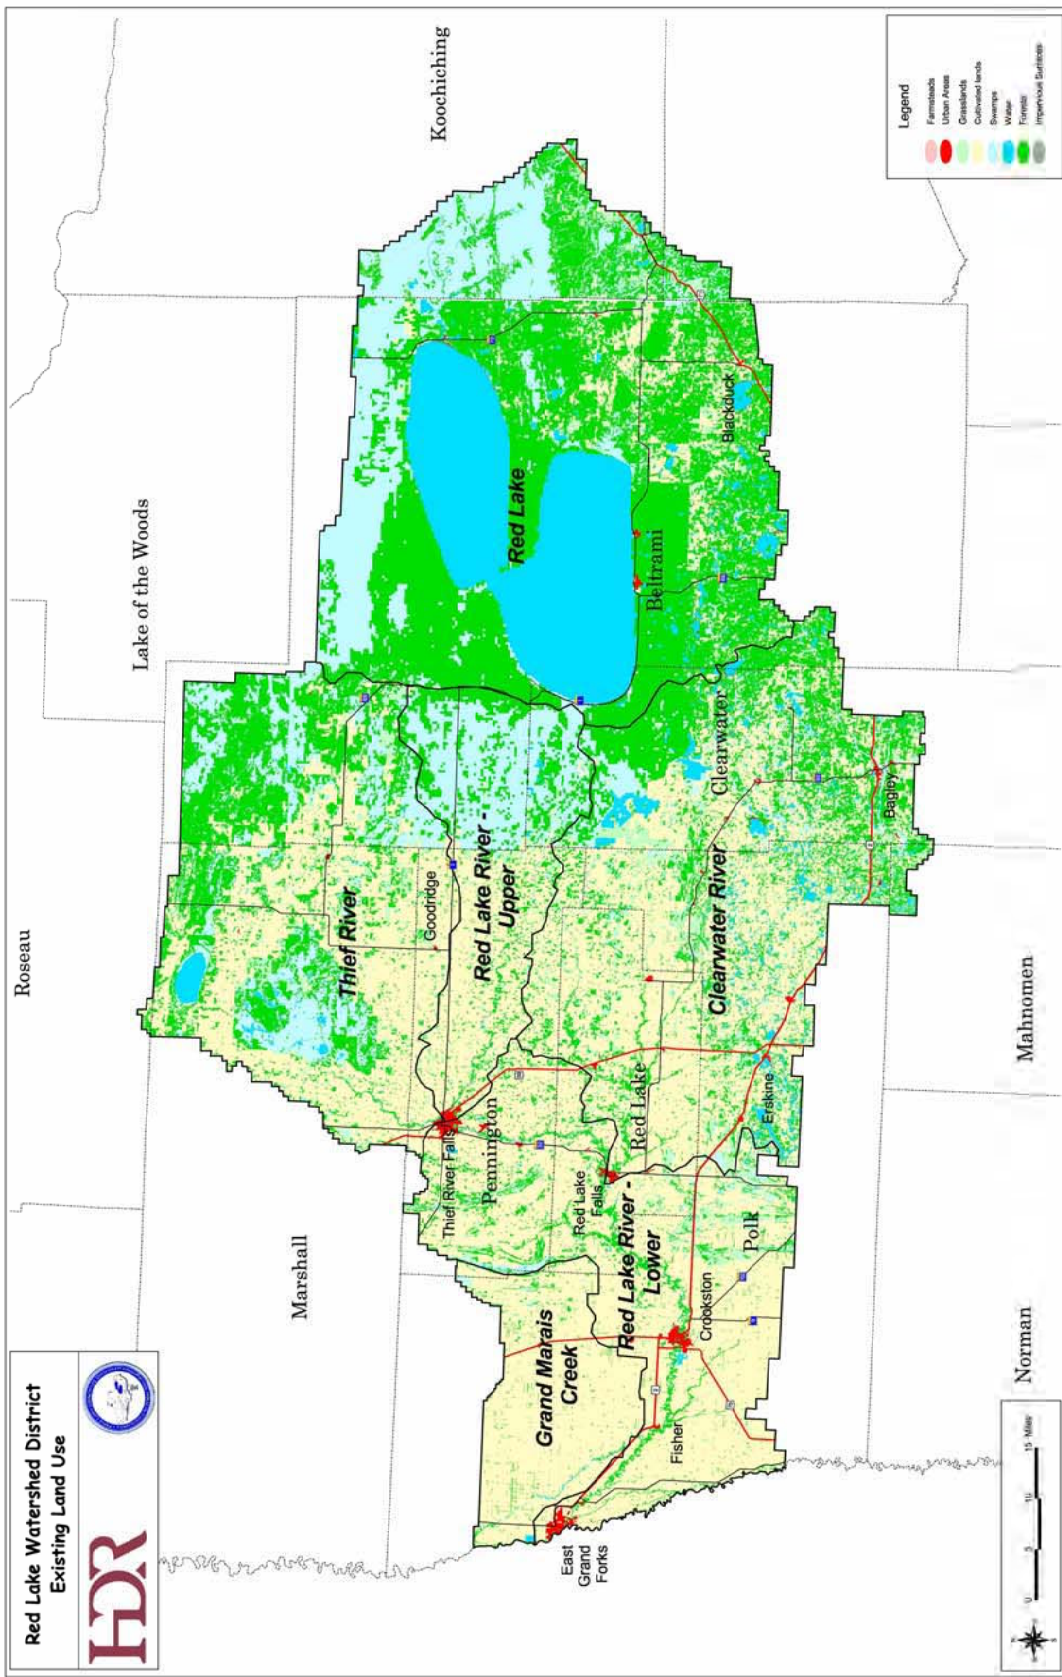 Red Lake Watershed District
Existing Land Use
HDR
Koochiching
Lake of the Woods
Roseau
Marshall
Legend
Farmsteads
Urban Areas
Grasslands
Cultivated lands
Swamps
Water
Forests
Impervious Surfaces
Red Lake
Beltrami
Blackduck
Thief River
Goodridge
Red Lake River -
Upper
Clearwater
Clearwater River
Bagley
Thief River Falls
Pennington
Red Lake
Falls
Red Lake
Erskine
Grand Marais
Creek
Red Lake River -
Lower
Polk
Crookston
Fisher
East
Grand
Forks
Mahnomen
Norman
0 5 10 15 Miles